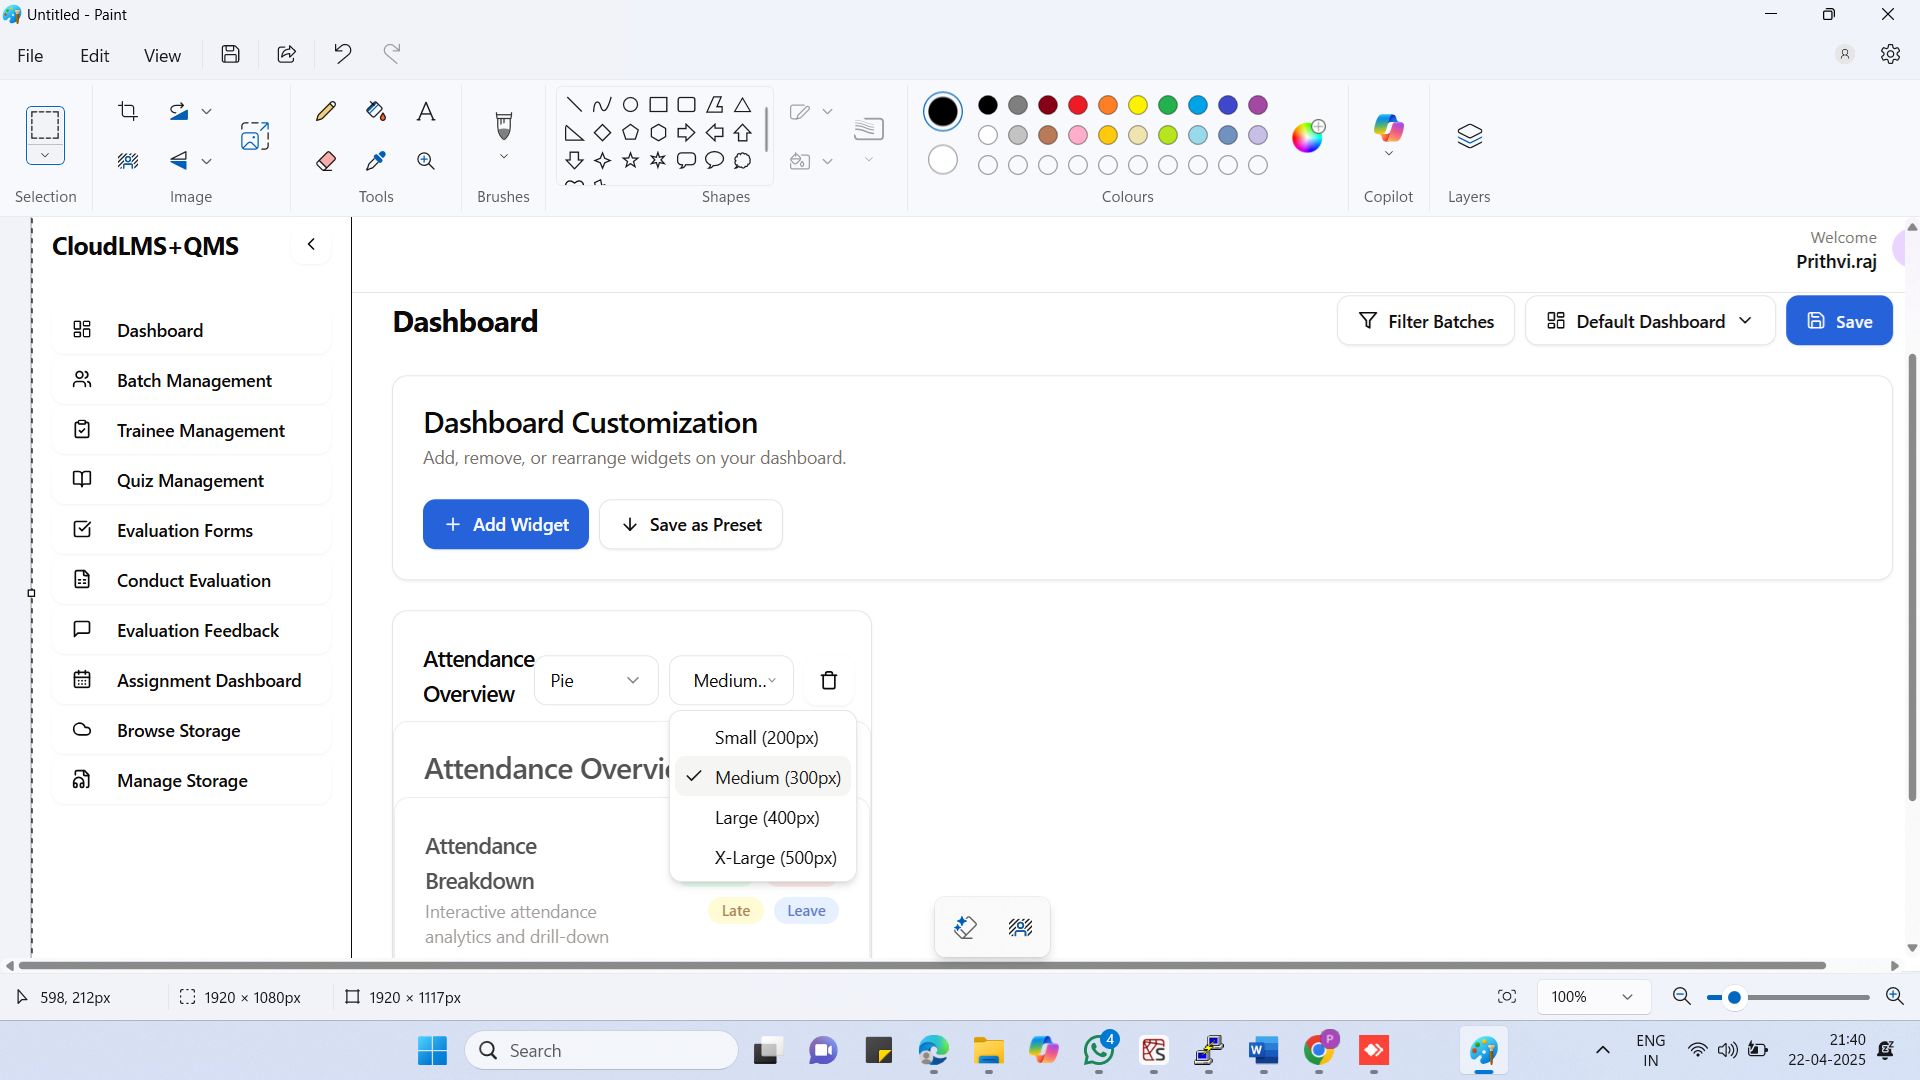 Untitled - Paint
File Edit View
Selection Image Tools Brushes Shapes Colours Copilot Layers
CloudLMS+QMS
Welcome
Prithvi.raj
Dashboard
Batch Management
Trainee Management
Quiz Management
Evaluation Forms
Conduct Evaluation
Evaluation Feedback
Assignment Dashboard
Browse Storage
Manage Storage
Dashboard
Filter Batches
Default Dashboard
Save
Dashboard Customization
Add, remove, or rearrange widgets on your dashboard.
Add Widget
Save as Preset
Attendance
Overview
Pie
Medium..
Small (200px)
Medium (300px)
Large (400px)
X-Large (500px)
Attendance Overvi
Attendance
Breakdown
Interactive attendance
analytics and drill-down
Late
Leave
598, 212px
1920 × 1080px
1920 × 1117px
100%
Search
4
P
ENG
IN
21:40
22-04-2025